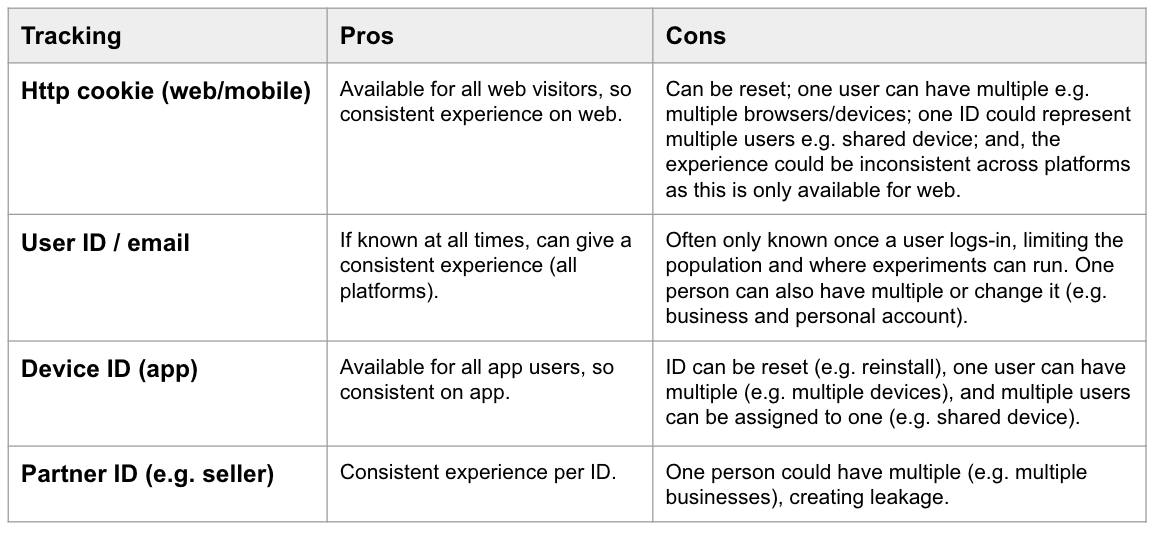 Tracking
Pros
Cons
Http cookie (web/mobile)
Available for all web visitors, so
consistent experience on web.
Can be reset; one user can have multiple e.g.
multiple browsers/devices; one ID could represent
multiple users e.g. shared device; and, the
experience could be inconsistent across platforms
as this is only available for web.
User ID / email
If known at all times, can give a
consistent experience (all
platforms).
Often only known once a user logs-in, limiting the
population and where experiments can run. One
person can also have multiple or change it (e.g.
business and personal account).
Device ID (app)
Available for all app users, so
consistent on app.
ID can be reset (e.g. reinstall), one user can have
multiple (e.g. multiple devices), and multiple users
can be assigned to one (e.g. shared device).
Partner ID (e.g. seller)
Consistent experience per ID.
One person could have multiple (e.g. multiple
businesses), creating leakage.